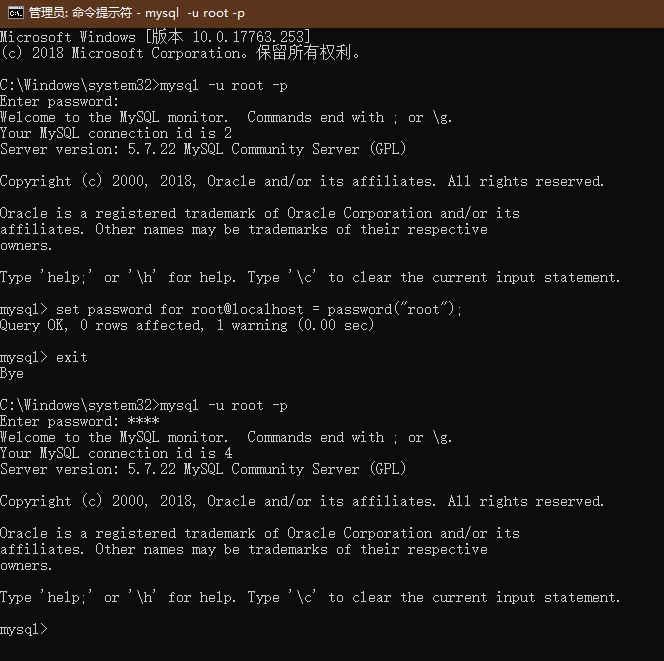 管理员: 命令提示符 - mysql  -u root -p
Microsoft Windows [版本 10.0.17763.253]
(c) 2018 Microsoft Corporation。保留所有权利。
C:\Windows\system32>mysql -u root -p
Enter password:
Welcome to the MySQL monitor.  Commands end with ; or \g.
Your MySQL connection id is 2
Server version: 5.7.22 MySQL Community Server (GPL)
Copyright (c) 2000, 2018, Oracle and/or its affiliates. All rights reserved.
Oracle is a registered trademark of Oracle Corporation and/or its
affiliates. Other names may be trademarks of their respective
owners.
Type 'help;' or '\h' for help. Type '\c' to clear the current input statement.
mysql> set password for root@localhost = password("root");
Query OK, 0 rows affected, 1 warning (0.00 sec)
mysql> exit
Bye
C:\Windows\system32>mysql -u root -p
Enter password: ****
Welcome to the MySQL monitor.  Commands end with ; or \g.
Your MySQL connection id is 4
Server version: 5.7.22 MySQL Community Server (GPL)
Copyright (c) 2000, 2018, Oracle and/or its affiliates. All rights reserved.
Oracle is a registered trademark of Oracle Corporation and/or its
affiliates. Other names may be trademarks of their respective
owners.
Type 'help;' or '\h' for help. Type '\c' to clear the current input statement.
mysql>